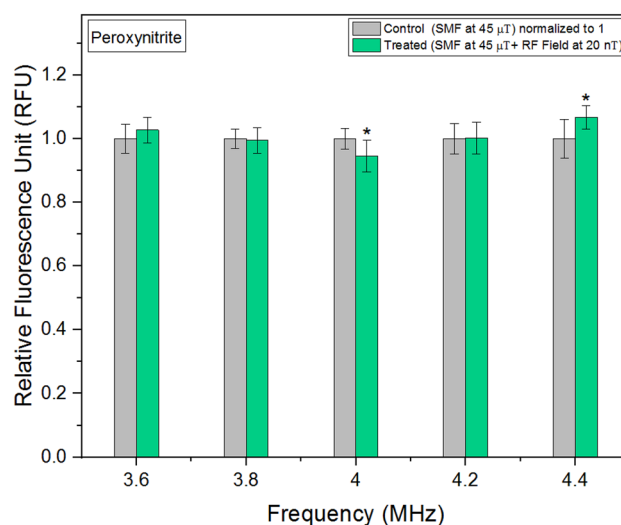 Peroxynitrite
Control (SMF at 45 μT) normalized to 1
Treated (SMF at 45 μT+ RF Field at 20 nT)
Relative Fluorescence Unit (RFU)
1.2
1.0
0.8
0.6
0.4
0.2
0.0
*
*
3.6 3.8 4 4.2 4.4
Frequency (MHz)